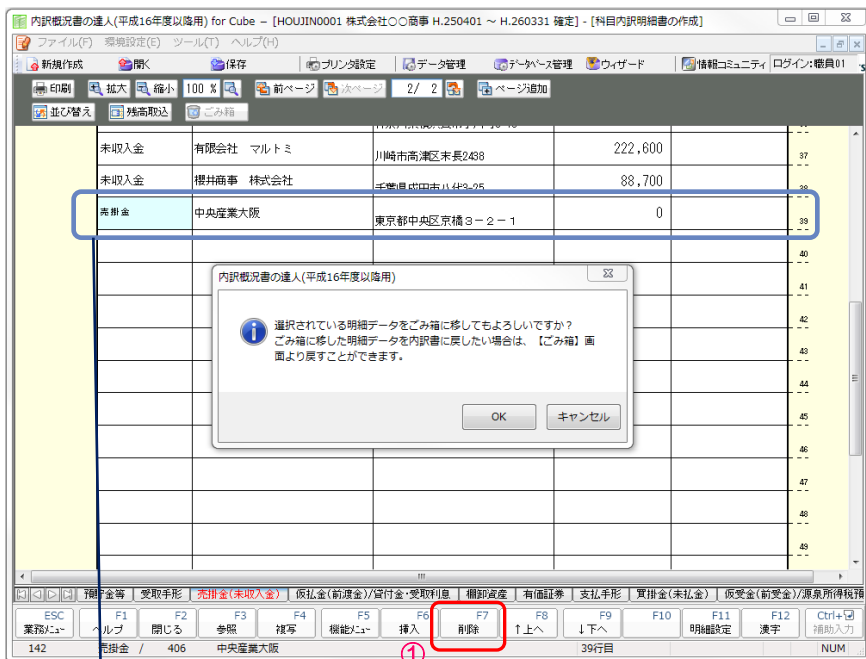 内訳概況書の達人(平成16年度以降用) for Cube － [HOUJIN0001 株式会社○○商事 H.250401 ～ H.260331 確定] - [科目内訳明細書の作成]
ファイル(F) 環境設定(E) ツール(T) ヘルプ(H)
新規作成 開く 保存 プリンタ設定 データ管理 データベース管理 ウィザード 情報コミュニティ ログイン:職員01
印刷 拡大 縮小 100 % 前ページ 次ページ 2/ 2 ページ追加
並び替え 残高取込 ごみ箱
未収入金 有限会社 マルトミ 川崎市高津区末長2438 222,600 37
未収入金 櫻井商事 株式会社 千葉県成田市八代3-25 88,700 38
売掛金 中央産業大阪 東京都中央区京橋３－２－１ 0 39
40
内訳概況書の達人(平成16年度以降用)
選択されている明細データをごみ箱に移してもよろしいですか？
ごみ箱に移した明細データを内訳書に戻したい場合は、【ごみ箱】画
面より戻すことができます。
OK キャンセル
41
42
43
44
45
46
47
48
49
預貯金等 受取手形 売掛金(未収入金) 仮払金(前渡金)/貸付金・受取利息 棚卸資産 有価証券 支払手形 買掛金(未払金) 仮受金(前受金)/源泉所得税預
ESC F1 F2 F3 F4 F5 F6 F7 F8 F9 F10 F11 F12 Ctrl+
業務メニュー ヘルプ 閉じる 参照 複写 機能メニュー 挿入 削除 ↑上へ ↓下へ 明細設定 漢字 補助入力
142 売掛金 / 406 中央産業大阪 39行目 NUM
①